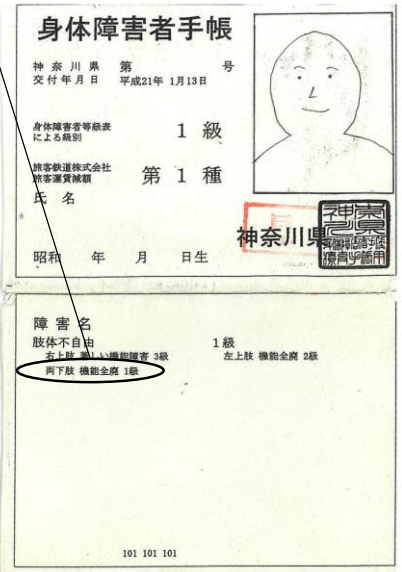 身体障害者手帳
神奈川県 第 号
交付年月日 平成21年 1月13日
身体障害者等級表
による級別 1 級
旅客鉄道株式会社
旅客運賃減額 第 1 種
氏 名
神奈川県
昭和 年 月 日生
障 害 名
肢体不自由 1級
右上肢 著しい機能障害 3級 左上肢 機能全廃 2級
両下肢 機能全廃 1級
101 101 101